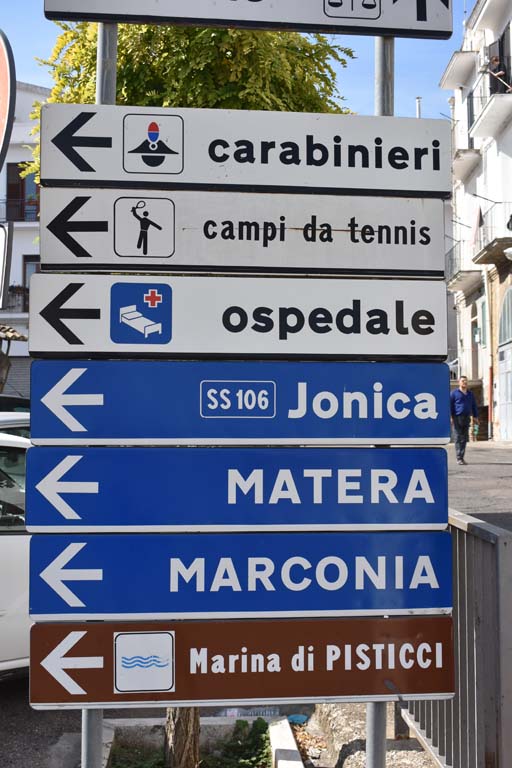 carabinieri
campi da tennis
ospedale
SS 106 Jonica
MATERA
MARCONIA
Marina di PISTICCI